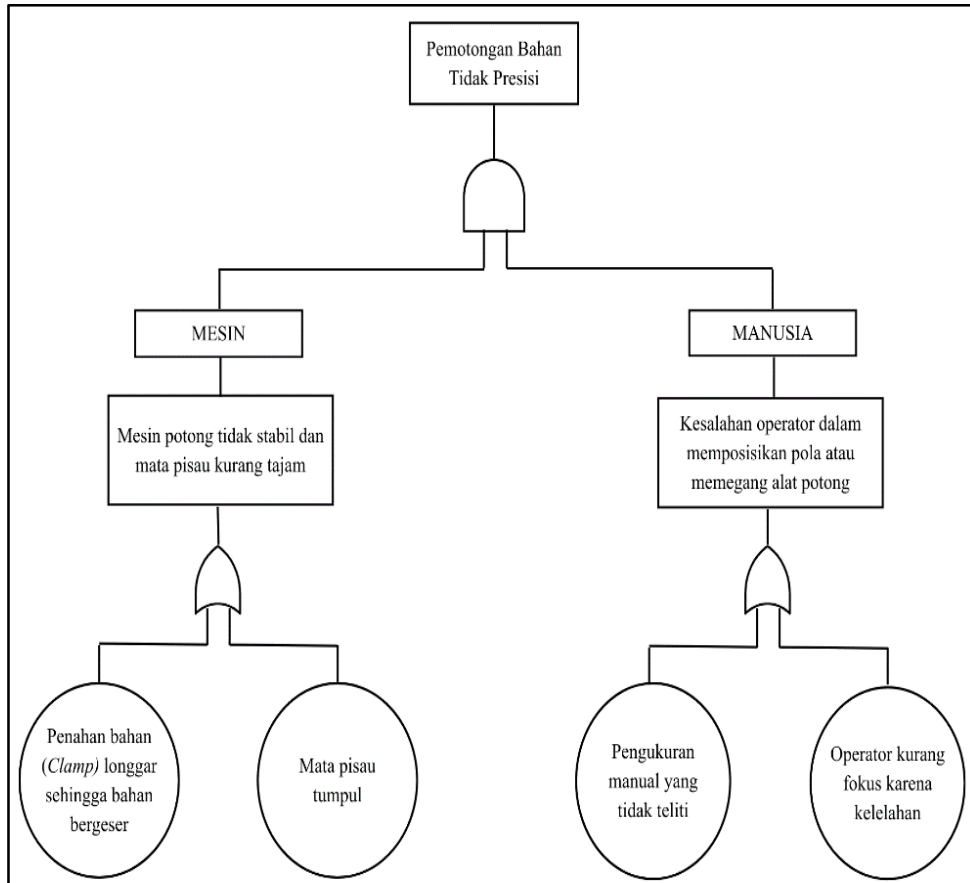 Pemotongan Bahan
Tidak Presisi
MESIN
MANUSIA
Mesin potong tidak stabil dan
mata pisau kurang tajam
Kesalahan operator dalam
memposisikan pola atau
memegang alat potong
Penahan bahan
(Clamp) longgar
sehingga bahan
bergeser
Mata pisau
tumpul
Pengukuran
manual yang
tidak teliti
Operator kurang
fokus karena
kelelahan